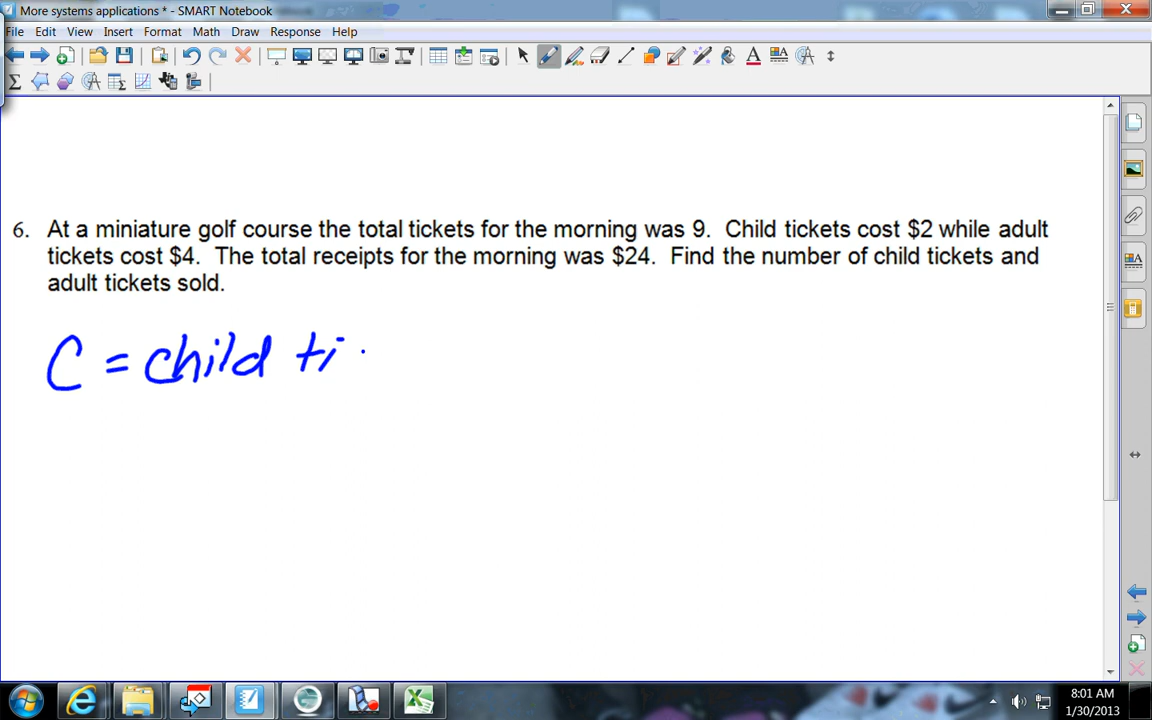 More systems applications * - SMART Notebook
File Edit View Insert Format Math Draw Response Help
6. At a miniature golf course the total tickets for the morning was 9. Child tickets cost $2 while adult
tickets cost $4. The total receipts for the morning was $24. Find the number of child tickets and
adult tickets sold.
C = child ti
8:01 AM
1/30/2013